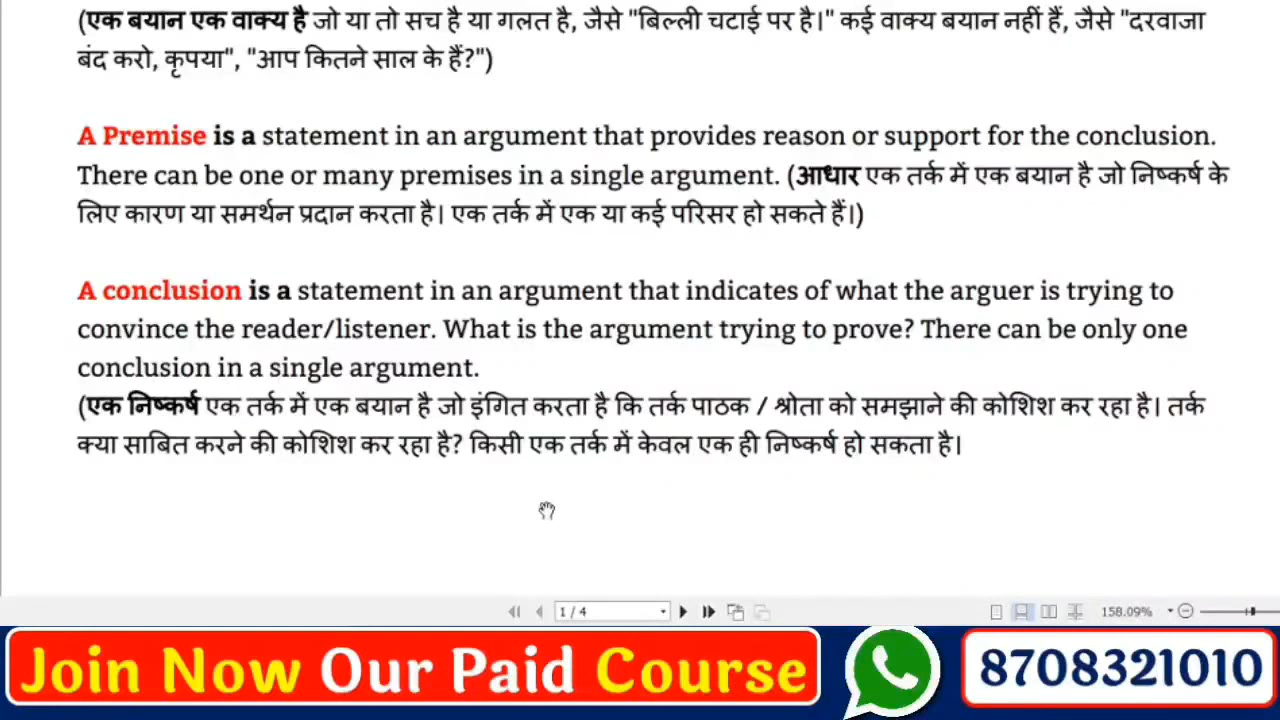 (एक बयान एक वाक्य है जो या तो सच है या गलत है, जैसे "बिल्ली चटाई पर है।" कई वाक्य बयान नहीं हैं, जैसे "दरवाजा
बंद करो, कृपया", "आप कितने साल के हैं?")
A Premise is a statement in an argument that provides reason or support for the conclusion.
There can be one or many premises in a single argument. (आधार एक तर्क में एक बयान है जो निष्कर्ष के
लिए कारण या समर्थन प्रदान करता है। एक तर्क में एक या कई परिसर हो सकते हैं।)
A conclusion is a statement in an argument that indicates of what the arguer is trying to
convince the reader/listener. What is the argument trying to prove? There can be only one
conclusion in a single argument.
(एक निष्कर्ष एक तर्क में एक बयान है जो इंगित करता है कि तर्क पाठक / श्रोता को समझाने की कोशिश कर रहा है। तर्क
क्या साबित करने की कोशिश कर रहा है? किसी एक तर्क में केवल एक ही निष्कर्ष हो सकता है।
1 / 4
158.09%
Join Now Our Paid Course
8708321010